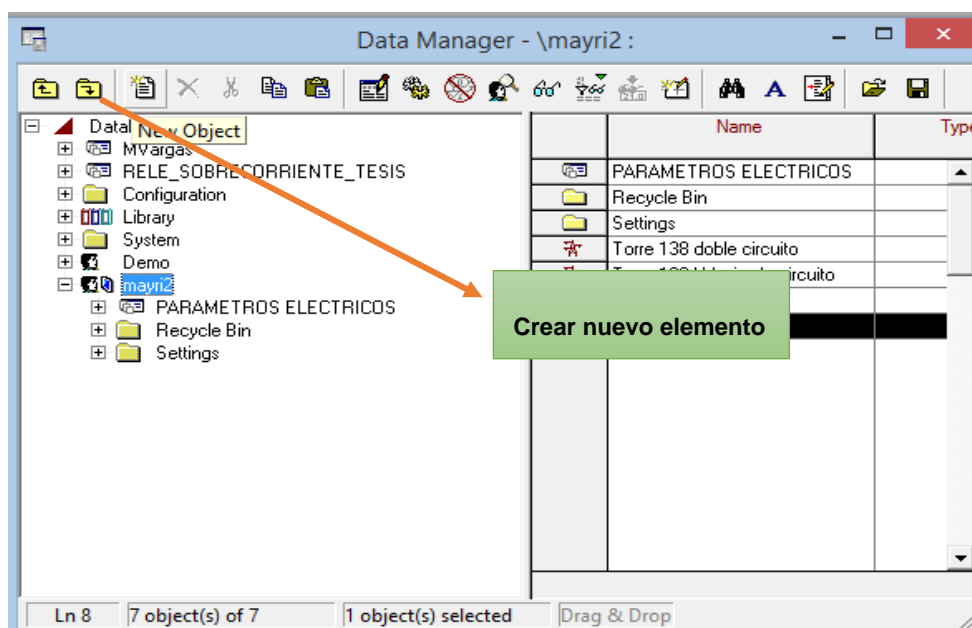 Data Manager - \mayri2 :
New Object
MVargas
RELE_SOBRECORRIENTE_TESIS
Configuration
Library
System
Demo
mayri2
PARAMETROS ELECTRICOS
Recycle Bin
Settings
Name
Type
PARAMETROS ELECTRICOS
Recycle Bin
Settings
Torre 138 doble circuito
Crear nuevo elemento
Ln 8
7 object(s) of 7
1 object(s) selected
Drag & Drop